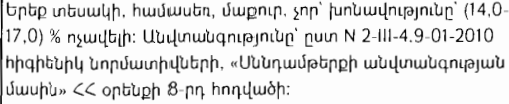 երեք տեսակի, համասեռ, մաքուր, չոր՝ խոնավությունը՝ (14,0-
17,0) % ոչավելի: Անվտանգությունը՝ ըստ N 2-III-4.9-01-2010
հիգիենիկ նորմատիվների, «Սննդամթերքի անվտանգության
մասին» ՀՀ օրենքի 8-րդ հոդվածի: